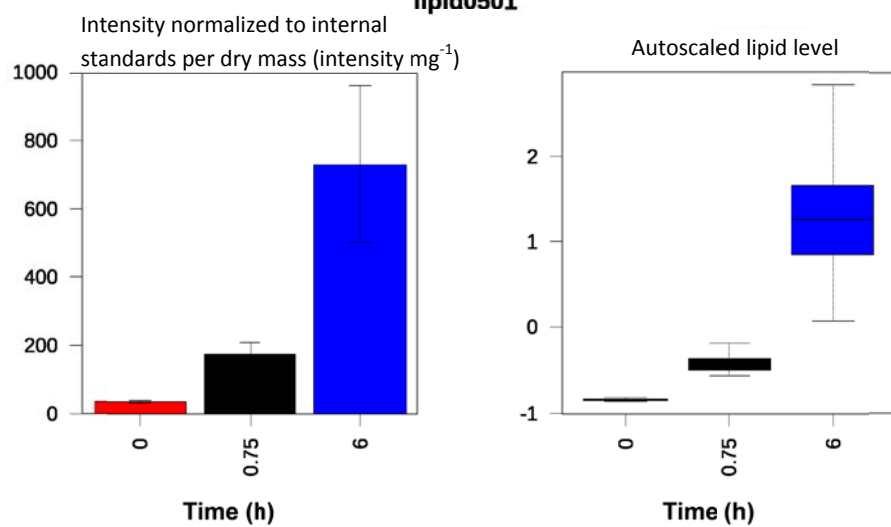 lipid0501
Intensity normalized to internal
standards per dry mass (intensity mg⁻¹)
1000
800
600
400
200
0
0
0.75
6
Time (h)
Autoscaled lipid level
2
1
0
-1
0
0.75
6
Time (h)